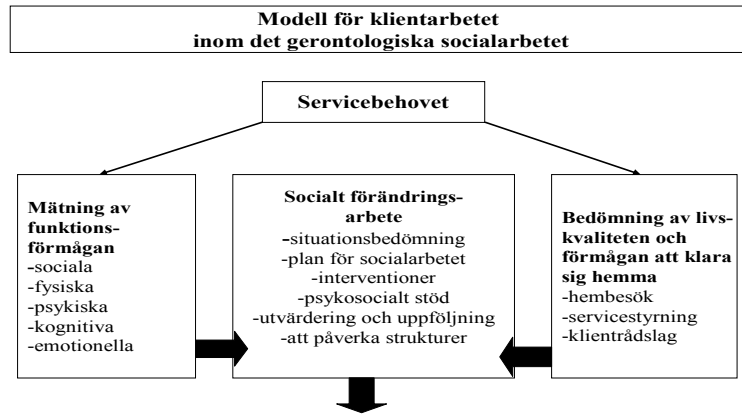 Modell för klientarbetet
inom det gerontologiska socialarbetet
Servicebehovet
Mätning av
funktions-
förmågan
-sociala
-fysiska
-psykiska
-kognitiva
-emotionella
Socialt förändrings-
arbete
-situationsbedömning
-plan för socialarbetet
-interventioner
-psykosocialt stöd
-utvärdering och uppföljning
-att påverka strukturer
Bedömning av livs-
kvaliteten och
förmågan att klara
sig hemma
-hembesök
-servicestyrning
-klientrådslag